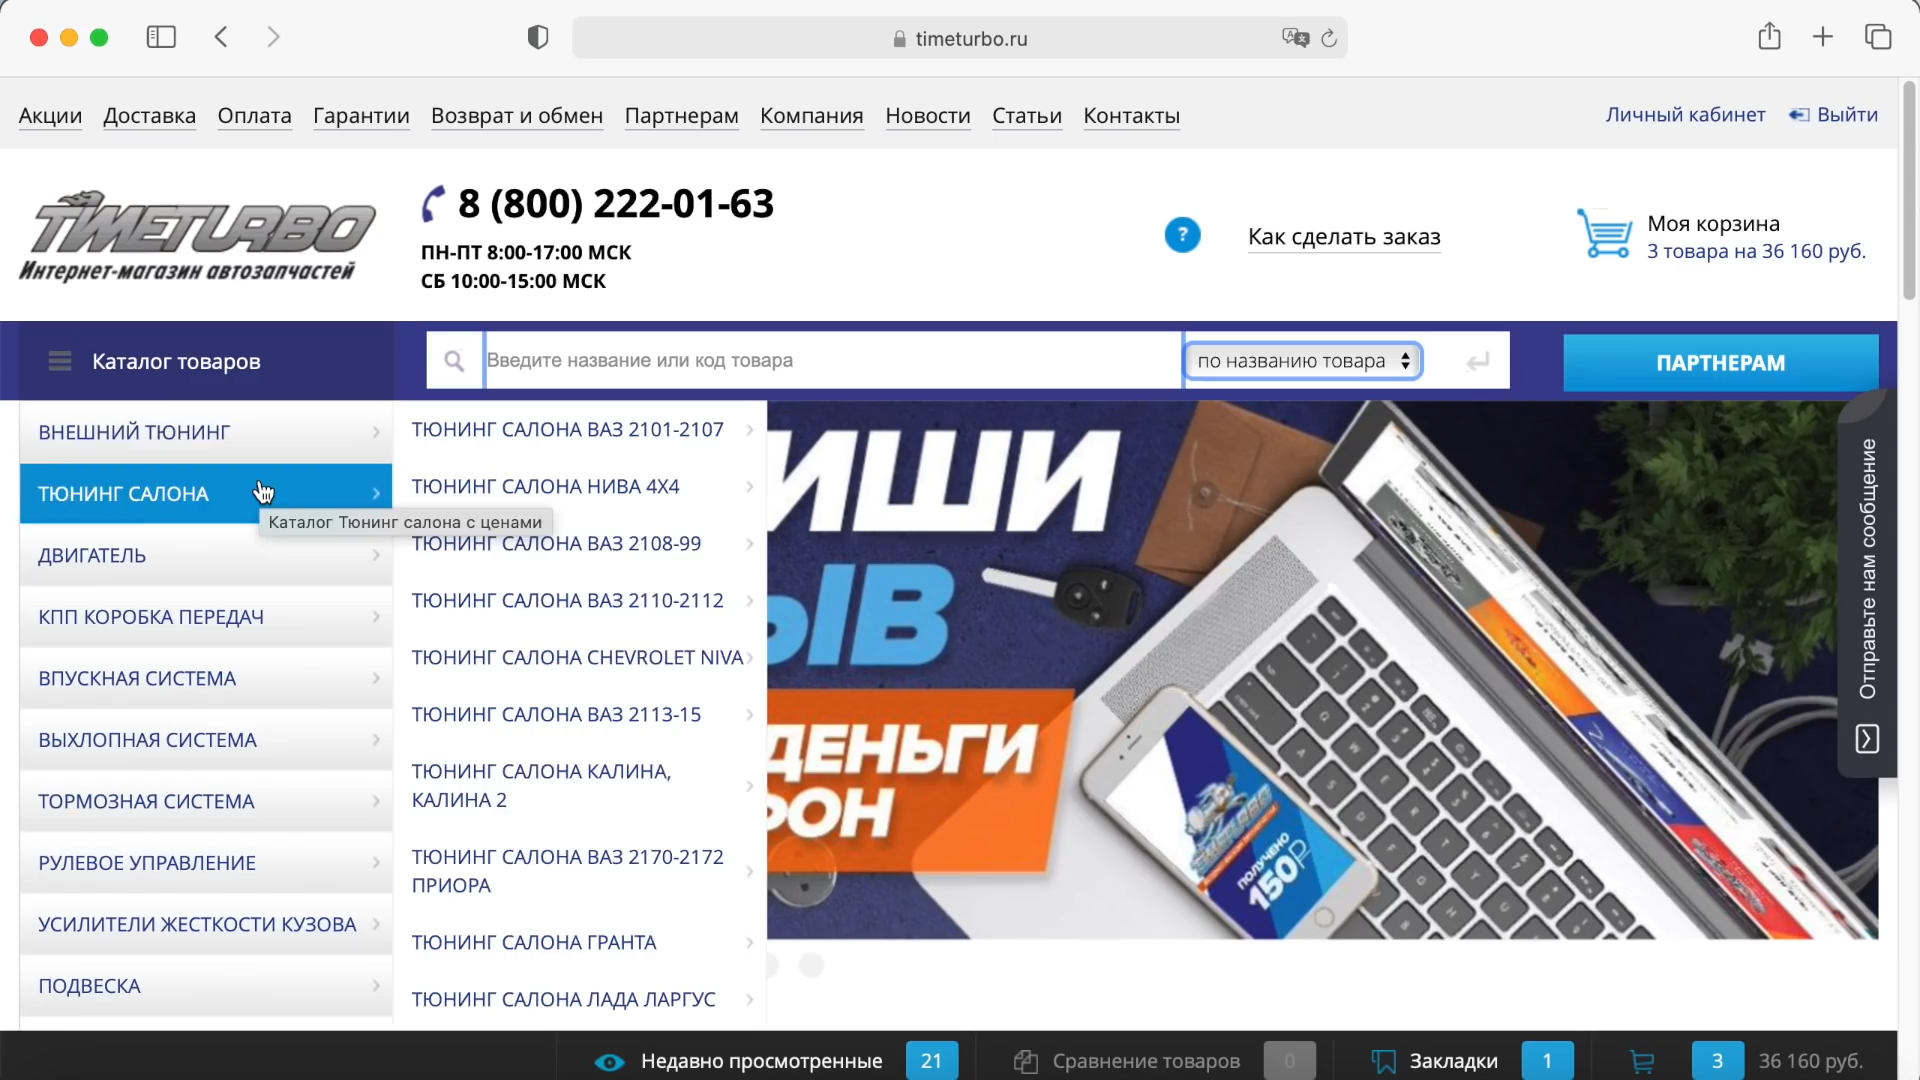 timeturbo.ru
Акции Доставка Оплата Гарантии Возврат и обмен Партнерам Компания Новости Статьи Контакты
Личный кабинет Выйти
TIMETURBO
Интернет-магазин автозапчастей
8 (800) 222-01-63
ПН-ПТ 8:00-17:00 МСК
СБ 10:00-15:00 МСК
?
Как сделать заказ
Моя корзина
3 товара на 36 160 руб.
Каталог товаров
Введите название или код товара
по названию товара
ПАРТНЕРАМ
ВНЕШНИЙ ТЮНИНГ
ТЮНИНГ САЛОНА
Каталог Тюнинг салона с ценами
ДВИГАТЕЛЬ
КПП КОРОБКА ПЕРЕДАЧ
ВПУСКНАЯ СИСТЕМА
ВЫХЛОПНАЯ СИСТЕМА
ТОРМОЗНАЯ СИСТЕМА
РУЛЕВОЕ УПРАВЛЕНИЕ
УСИЛИТЕЛИ ЖЕСТКОСТИ КУЗОВА
ПОДВЕСКА
ТЮНИНГ САЛОНА ВАЗ 2101-2107
ТЮНИНГ САЛОНА НИВА 4Х4
ТЮНИНГ САЛОНА ВАЗ 2108-99
ТЮНИНГ САЛОНА ВАЗ 2110-2112
ТЮНИНГ САЛОНА CHEVROLET NIVA
ТЮНИНГ САЛОНА ВАЗ 2113-15
ТЮНИНГ САЛОНА КАЛИНА,
КАЛИНА 2
ТЮНИНГ САЛОНА ВАЗ 2170-2172
ПРИОРА
ТЮНИНГ САЛОНА ГРАНТА
ТЮНИНГ САЛОНА ЛАДА ЛАРГУС
ИШИ
ЫВ
ДЕНЬГИ
ФОН
ПОЛУЧЕНО
150Р
Отправьте нам сообщение
Недавно просмотренные 21
Сравнение товаров 0
Закладки 1
3 36 160 руб.